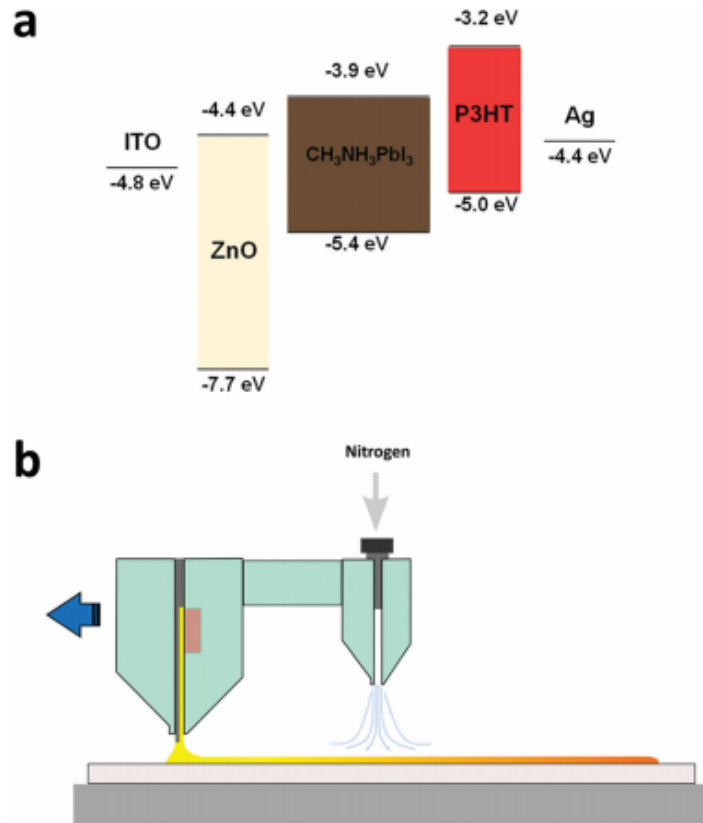 a
-3.2 eV
-3.9 eV
-4.4 eV
P3HT
Ag
ITO
CH₃NH₃PbI₃
-4.4 eV
-4.8 eV
-5.0 eV
ZnO
-5.4 eV
-7.7 eV
b
Nitrogen